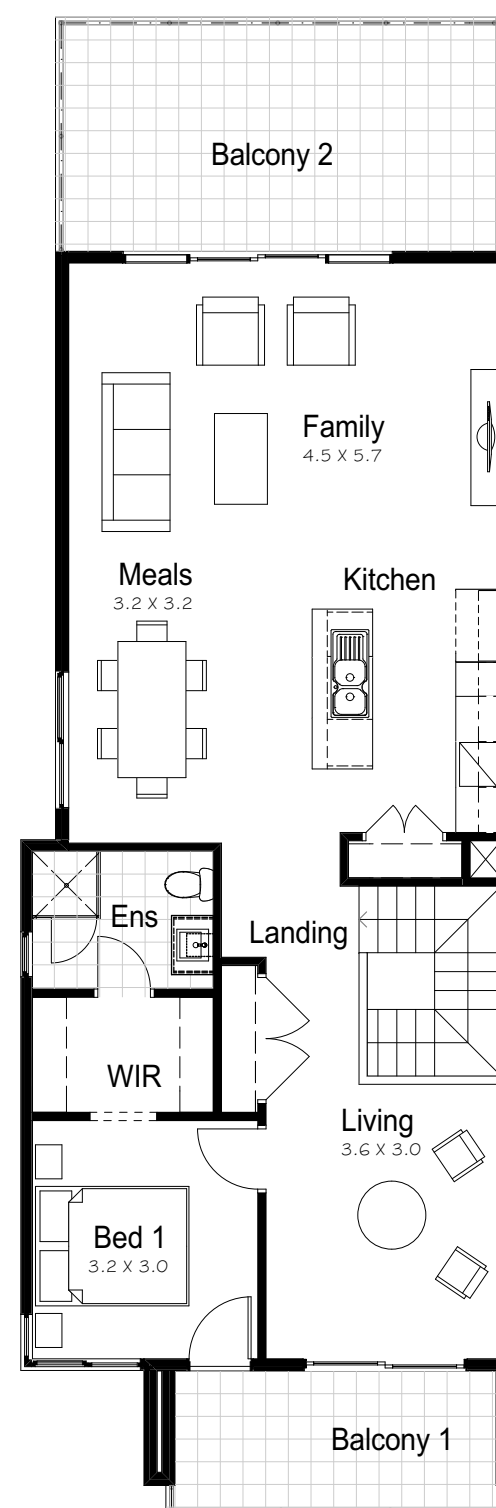 Balcony 2
Family
4.5 X 5.7
Meals
3.2 X 3.2
Kitchen
Ens
Landing
WIR
Living
3.6 X 3.0
Bed 1
3.2 X 3.0
Balcony 1